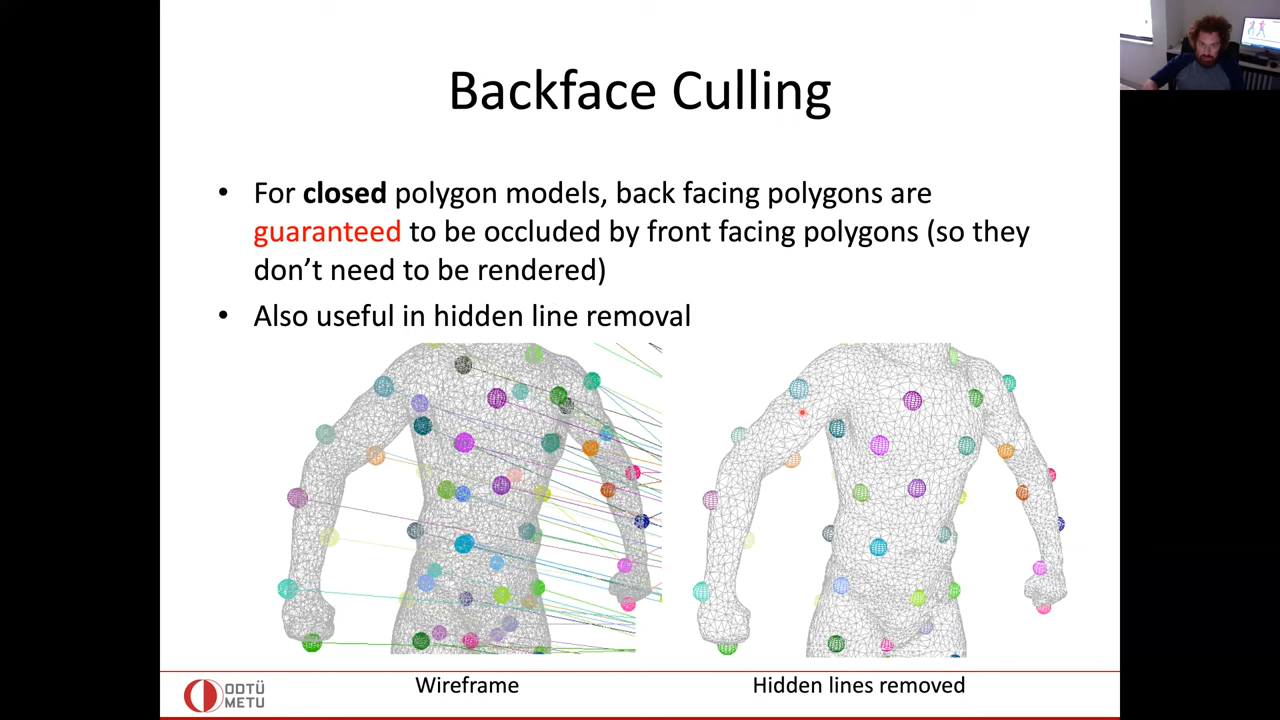 Backface Culling
• For closed polygon models, back facing polygons are
guaranteed to be occluded by front facing polygons (so they
don’t need to be rendered)
• Also useful in hidden line removal
Wireframe
Hidden lines removed
ODTÜ
METU